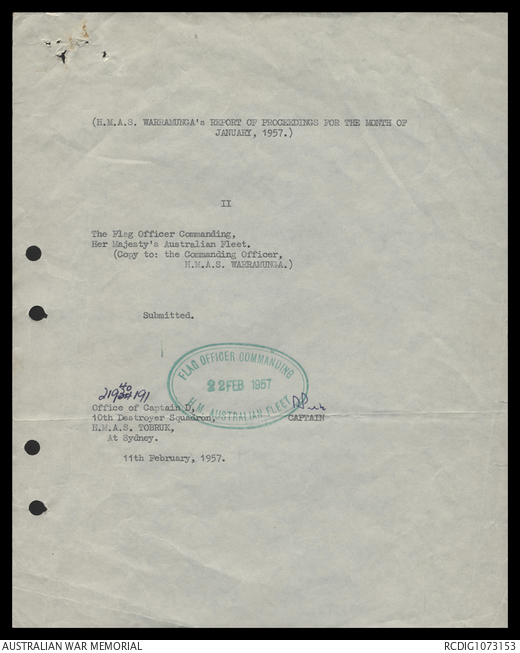 (H.M.A.S. WARRAMUNGA's REPORT OF PROCEEDINGS FOR THE MONTH OF
JANUARY, 1957.)
II
The Flag Officer Commanding,
Her Majesty's Australian Fleet.
(Copy to: the Commanding Officer,
H.M.A.S. WARRAMUNGA.)
Submitted.
FLAG OFFICER COMMANDING
22 FEB 1957
H.M. AUSTRALIAN FLEET
Office of Captain D,
10th Destroyer Squadron,
CAPTAIN
H.M.A.S. TOBRUK,
At Sydney.
11th February, 1957.
AUSTRALIAN WAR MEMORIAL
RCDIG1073153